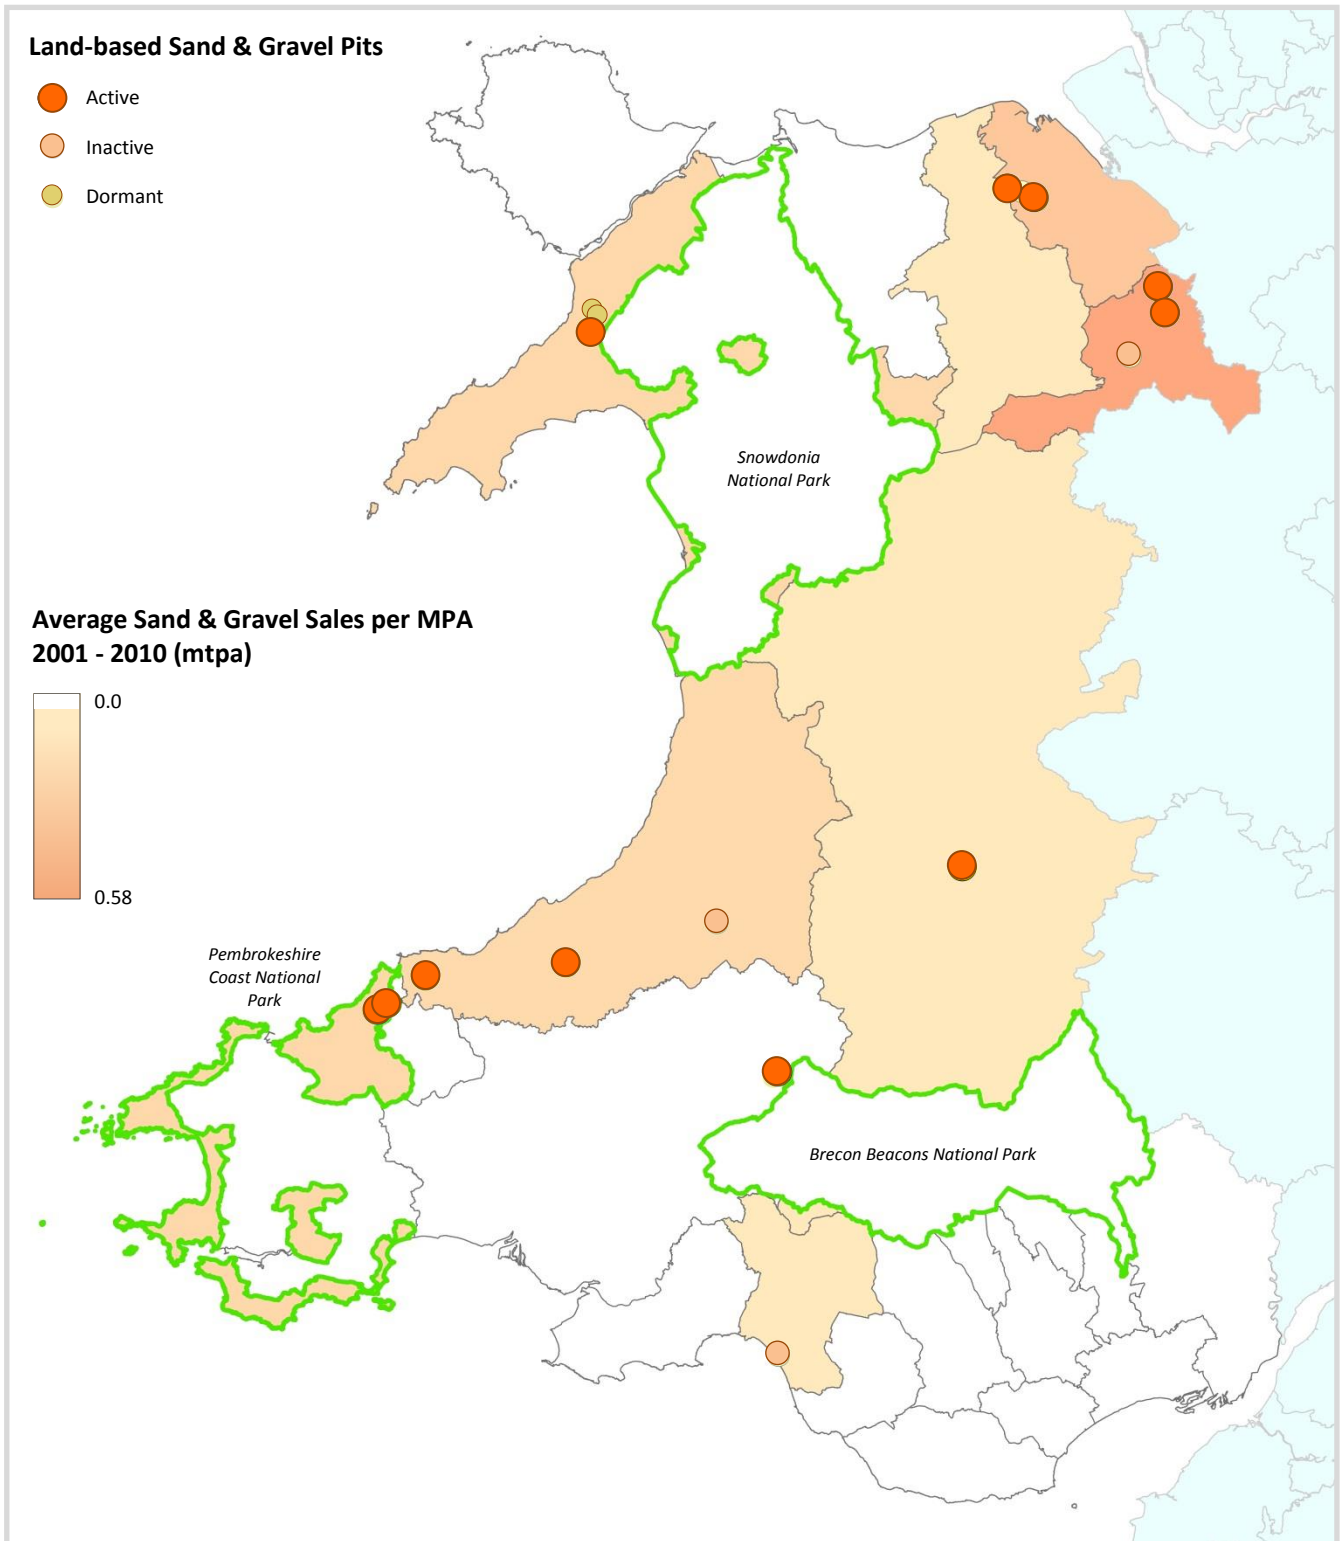 Land-based Sand & Gravel Pits
Active
Inactive
Dormant
Snowdonia
National Park
Average Sand & Gravel Sales per MPA
2001 - 2010 (mtpa)
0.0
0.58
Pembrokeshire
Coast National
Park
Brecon Beacons National Park